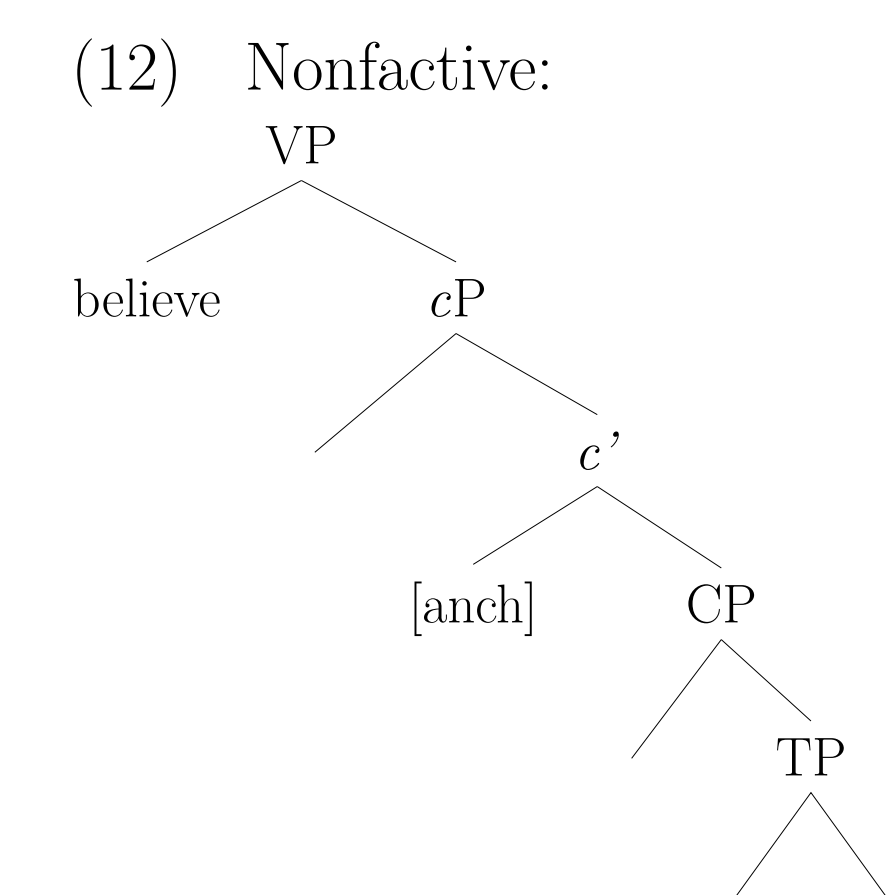 (12) Nonfactive:
VP
believe cP
c'
[anch] CP
TP